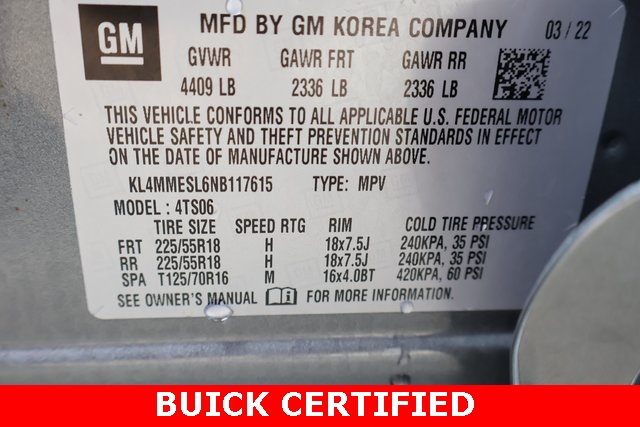 GM
MFD BY GM KOREA COMPANY 03 / 22
GVWR GAWR FRT GAWR RR
4409 LB 2336 LB 2336 LB
THIS VEHICLE CONFORMS TO ALL APPLICABLE U.S. FEDERAL MOTOR
VEHICLE SAFETY AND THEFT PREVENTION STANDARDS IN EFFECT
ON THE DATE OF MANUFACTURE SHOWN ABOVE.
KL4MMESL6NB117615 TYPE: MPV
MODEL : 4TS06
TIRE SIZE SPEED RTG RIM COLD TIRE PRESSURE
FRT 225/55R18 H 18x7.5J 240KPA, 35 PSI
RR 225/55R18 H 18x7.5J 240KPA, 35 PSI
SPA T125/70R16 M 16x4.0BT 420KPA, 60 PSI
SEE OWNER'S MANUAL FOR MORE INFORMATION.
BUICK CERTIFIED